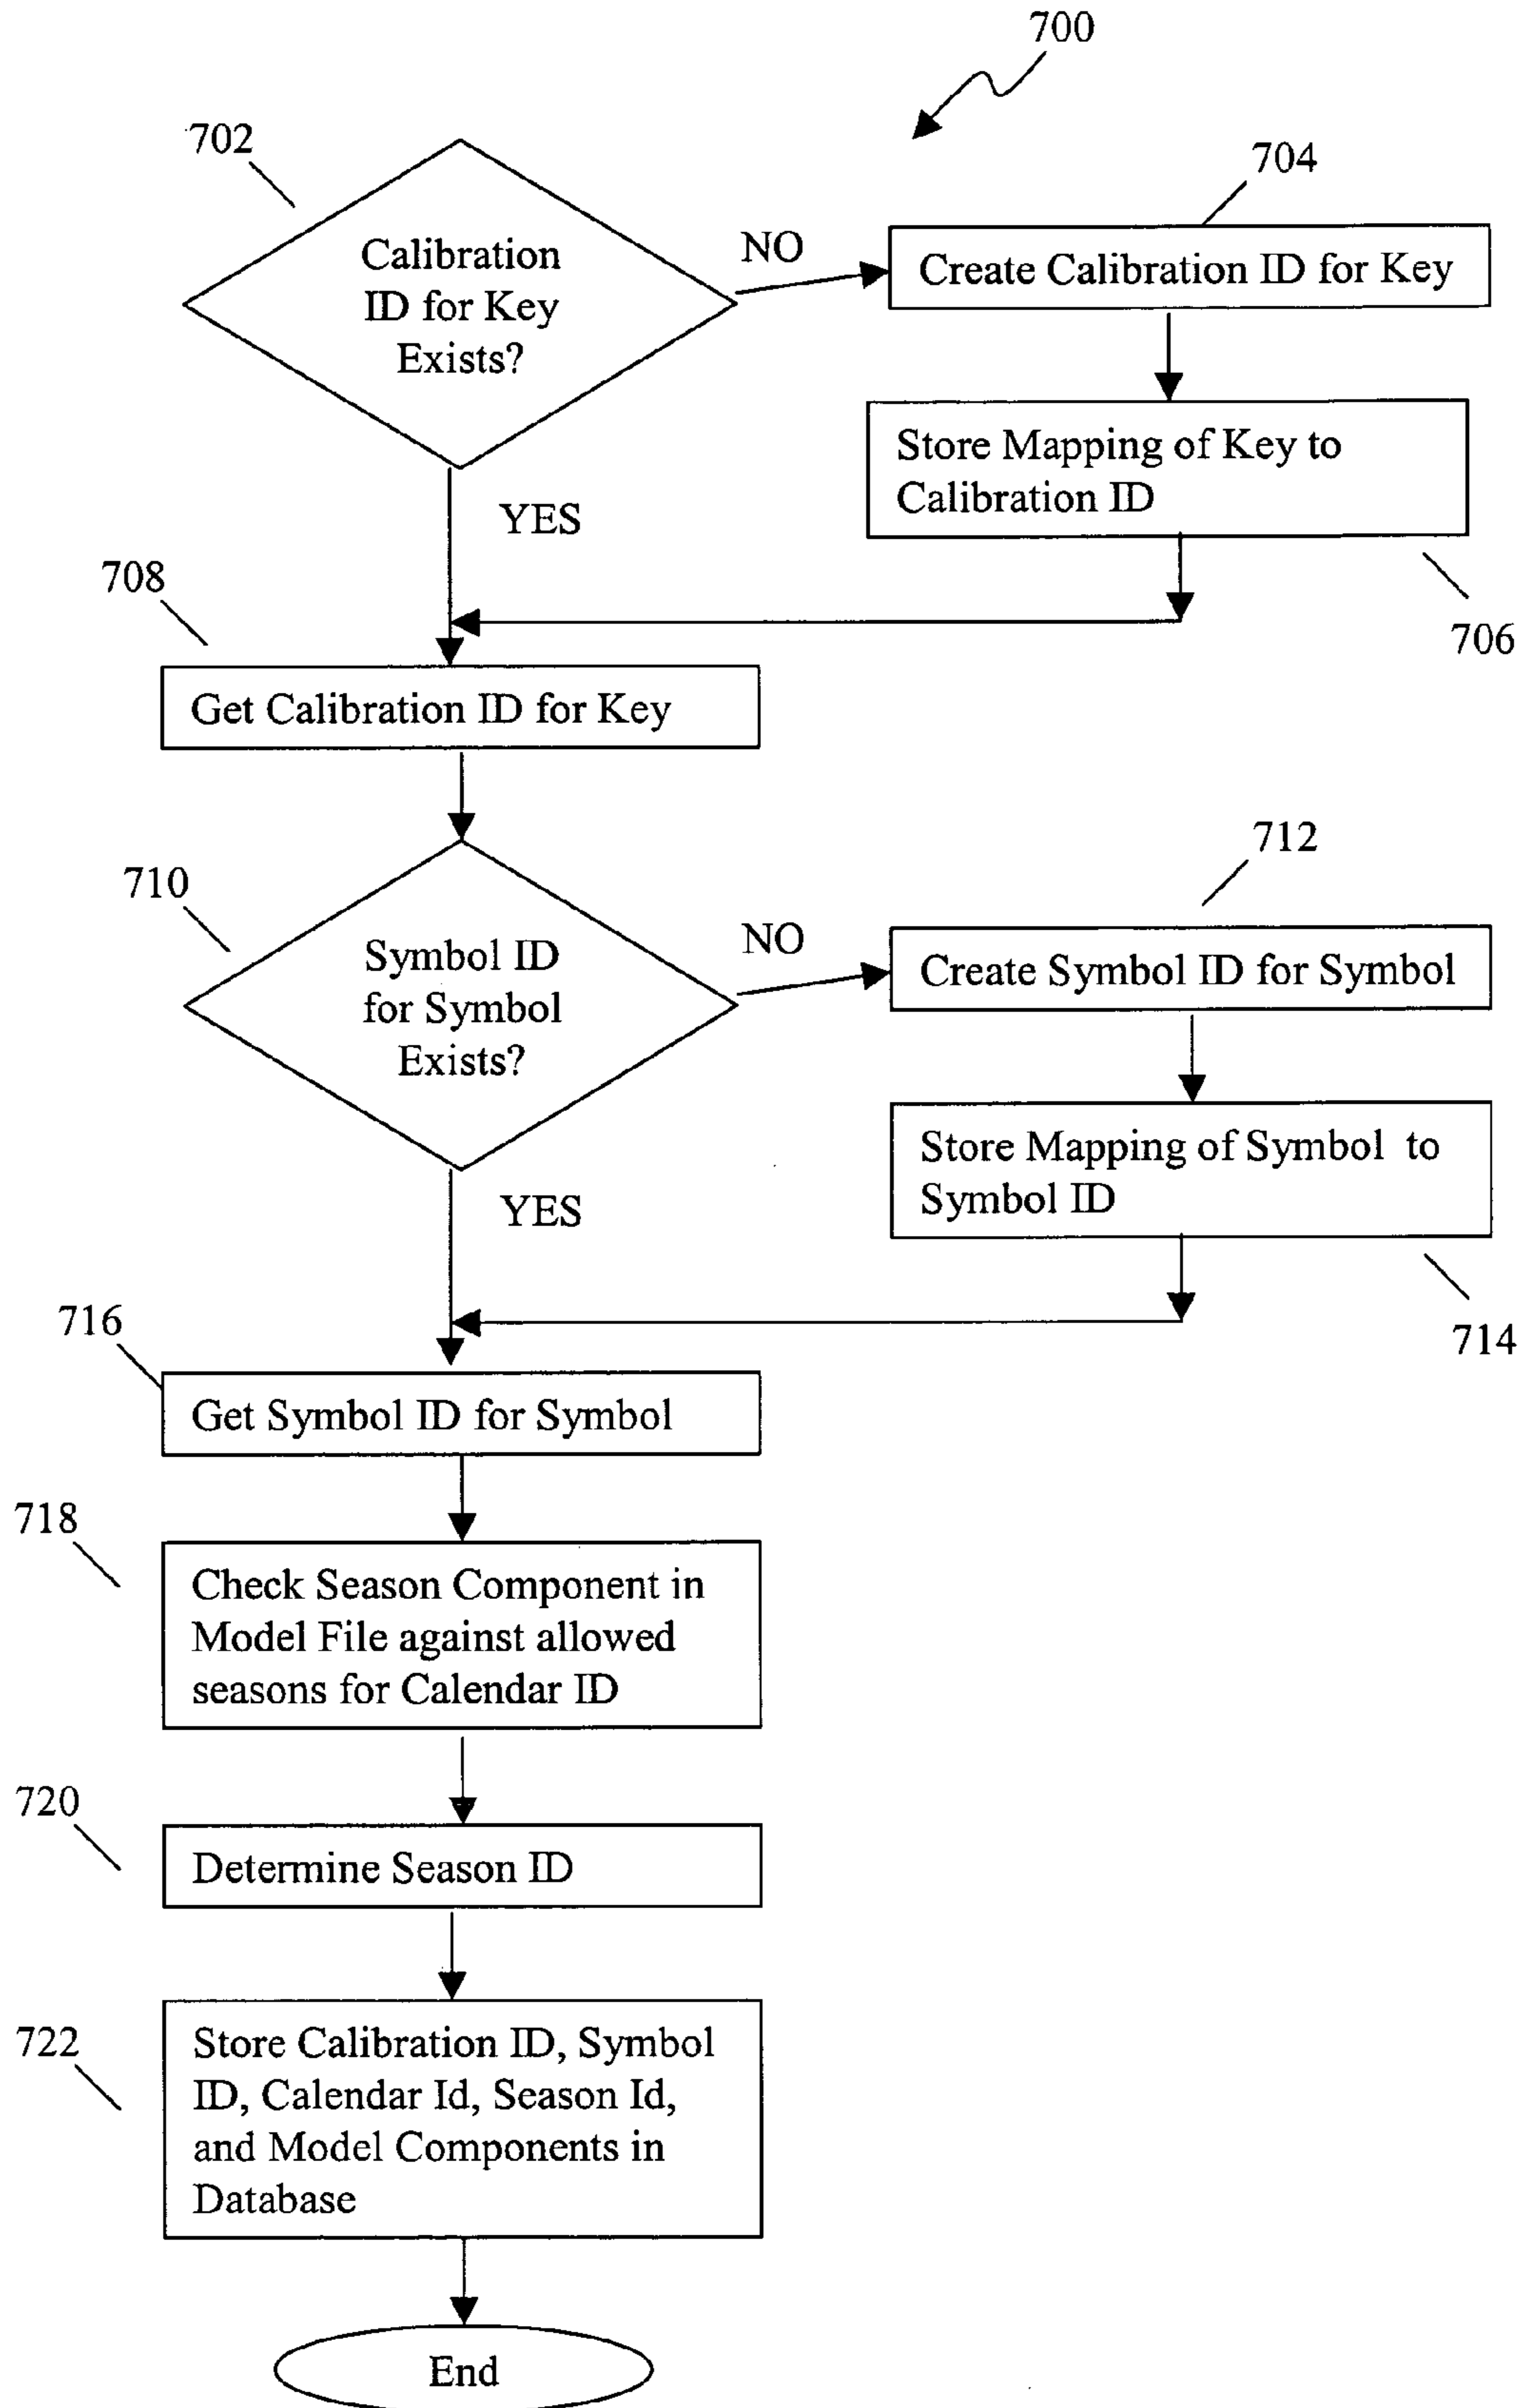 700
702
704
Calibration
ID for Key
Exists?
NO
Create Calibration ID for Key
Store Mapping of Key to
Calibration ID
YES
706
708
Get Calibration ID for Key
710
712
Symbol ID
for Symbol
Exists?
NO
Create Symbol ID for Symbol
Store Mapping of Symbol to
Symbol ID
YES
714
716
Get Symbol ID for Symbol
718
Check Season Component in
Model File against allowed
seasons for Calendar ID
720
Determine Season ID
722
Store Calibration ID, Symbol
ID, Calendar Id, Season Id,
and Model Components in
Database
End